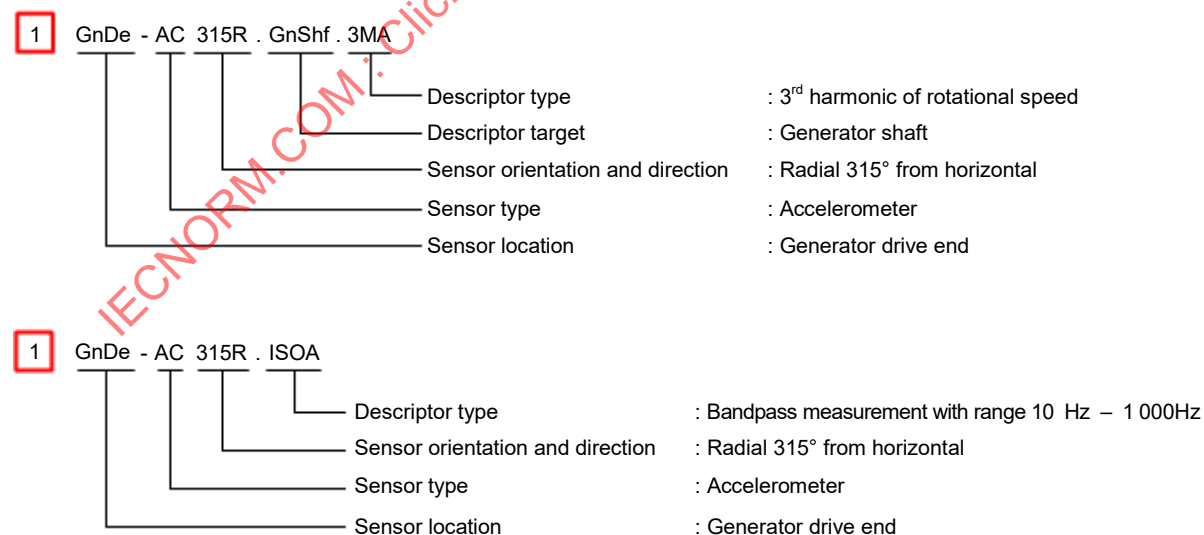 1 GnDe - AC 315R . GnShf . 3MA
Descriptor type : 3rd harmonic of rotational speed
Descriptor target : Generator shaft
Sensor orientation and direction : Radial 315° from horizontal
Sensor type : Accelerometer
Sensor location : Generator drive end
IECNORM.COM : Clic
1 GnDe - AC 315R . ISOA
Descriptor type : Bandpass measurement with range 10 Hz – 1 000Hz
Sensor orientation and direction : Radial 315° from horizontal
Sensor type : Accelerometer
Sensor location : Generator drive end